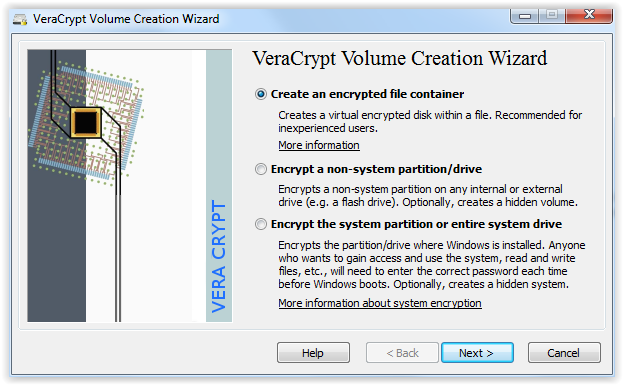 VeraCrypt Volume Creation Wizard
VERA CRYPT
VeraCrypt Volume Creation Wizard
Create an encrypted file container
Creates a virtual encrypted disk within a file. Recommended for
inexperienced users.
More information
Encrypt a non-system partition/drive
Encrypts a non-system partition on any internal or external
drive (e.g. a flash drive). Optionally, creates a hidden volume.
Encrypt the system partition or entire system drive
Encrypts the partition/drive where Windows is installed. Anyone
who wants to gain access and use the system, read and write
files, etc., will need to enter the correct password each time
before Windows boots. Optionally, creates a hidden system.
More information about system encryption
Help
< Back
Next >
Cancel